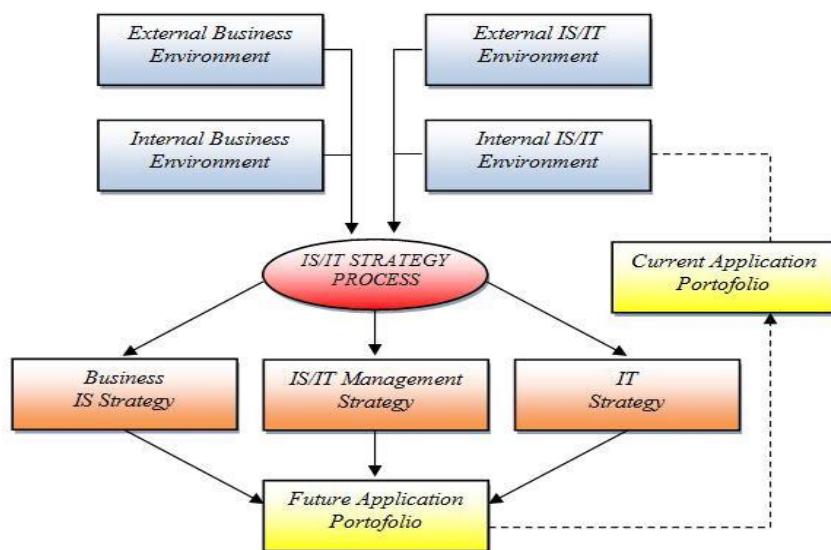 External Business
Environment
External IS/IT
Environment
Internal Business
Environment
Internal IS/IT
Environment
IS/IT STRATEGY
PROCESS
Current Application
Portofolio
Business
IS Strategy
IS/IT Management
Strategy
IT
Strategy
Future Application
Portofolio